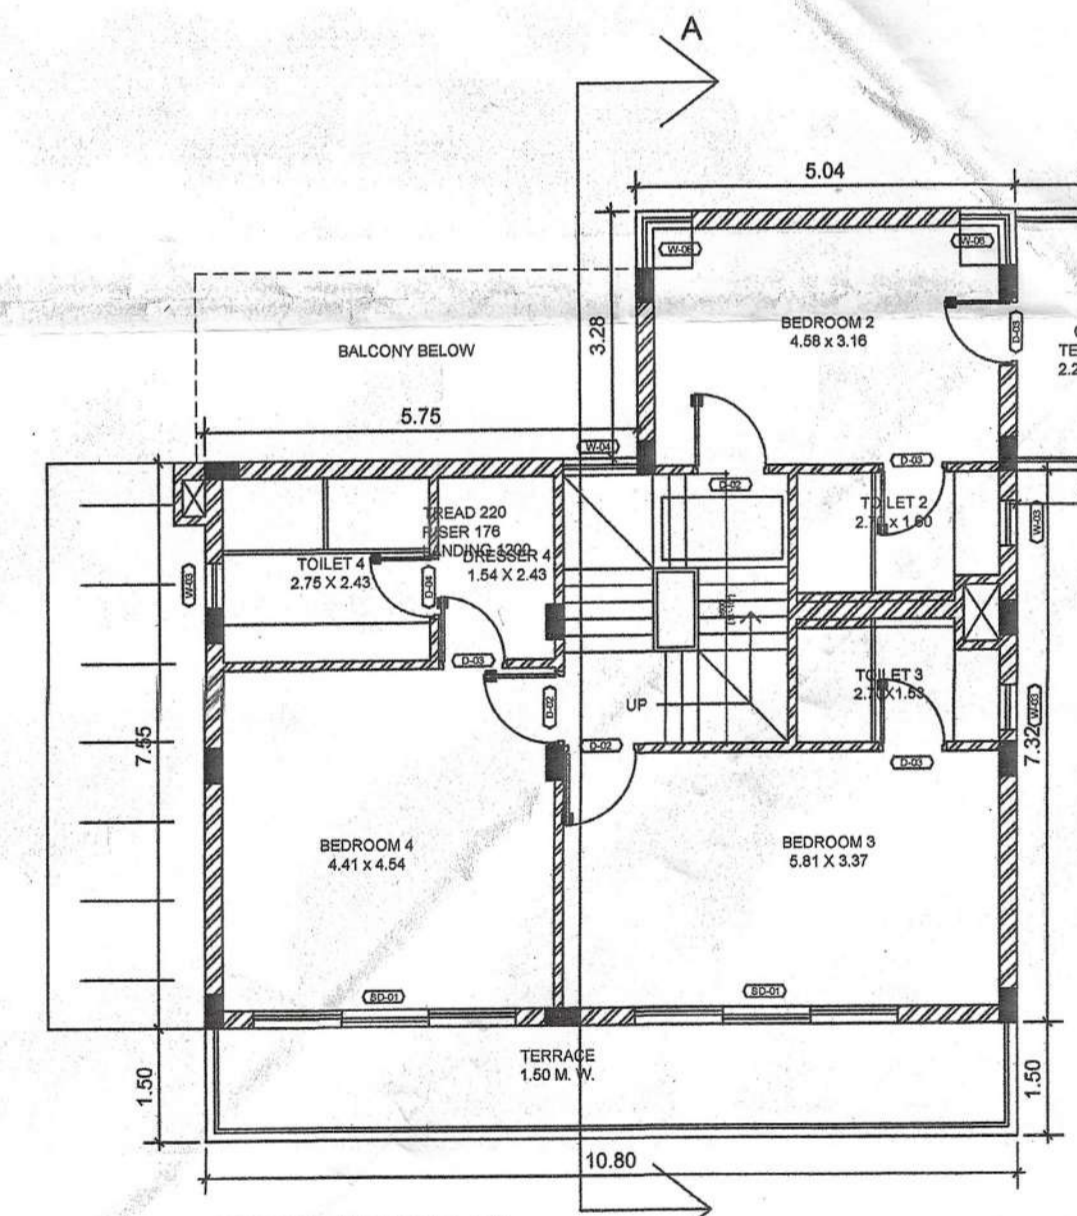 A
5.04
W-06
W-06
3.28
BEDROOM 2
4.58 x 3.16
D-03
BALCONY BELOW
5.75
W-04
D-02
D-03
TREAD 220
RISER 176
LANDING 1200
DRESSER 4
1.54 X 2.43
TOILET 4
2.75 X 2.43
TOILET 2
W-03
W-03
D-04
D-03
D-02
UP
TOILET 3
W-03
D-02
D-03
7.55
7.32
BEDROOM 4
4.41 x 4.54
BEDROOM 3
5.81 X 3.37
SD-01
SD-01
TERRACE
1.50 M. W.
1.50
1.50
10.80